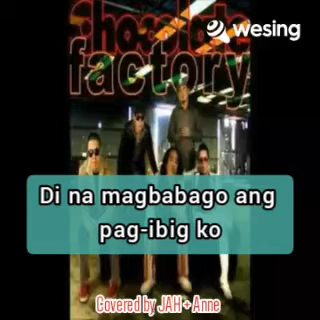 wesing
chocolate
factory
Di na magbabago ang
pag-ibig ko
Covered by JAH + Anne